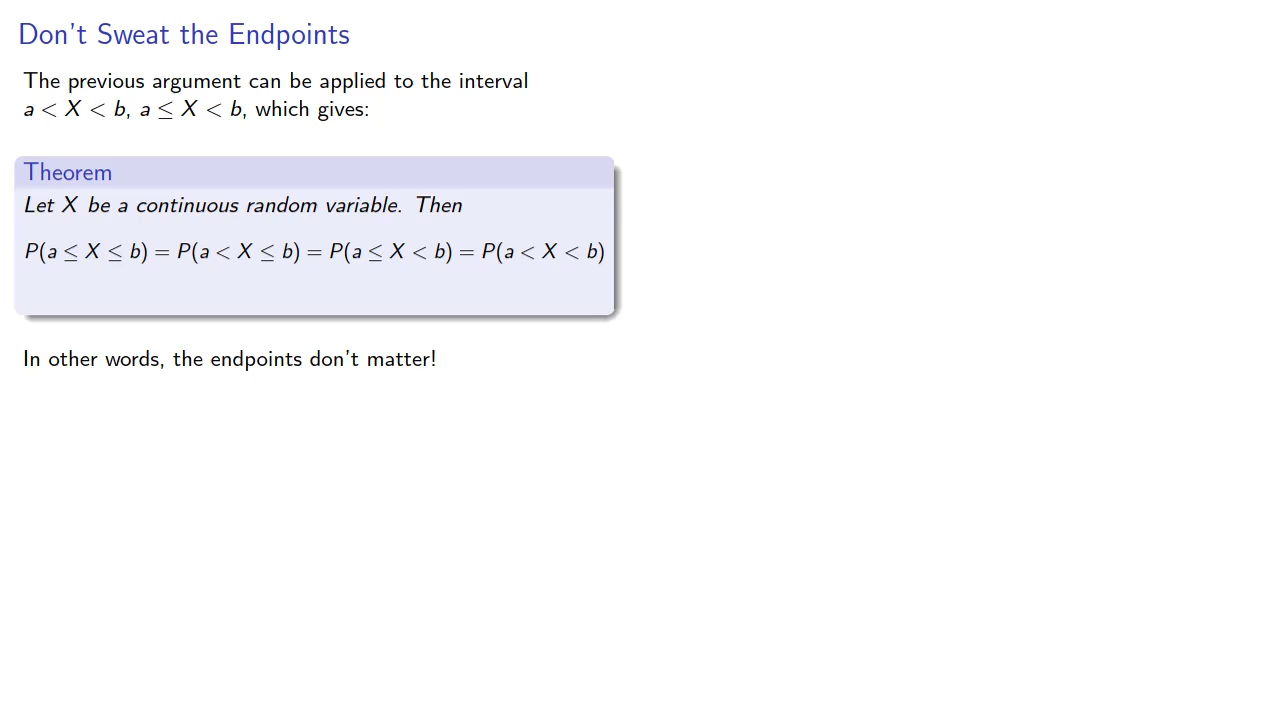 Don't Sweat the Endpoints
The previous argument can be applied to the interval
a < X < b, a ≤ X < b, which gives:
Theorem
Let X be a continuous random variable. Then
P(a ≤ X ≤ b) = P(a < X ≤ b) = P(a ≤ X < b) = P(a < X < b)
In other words, the endpoints don't matter!